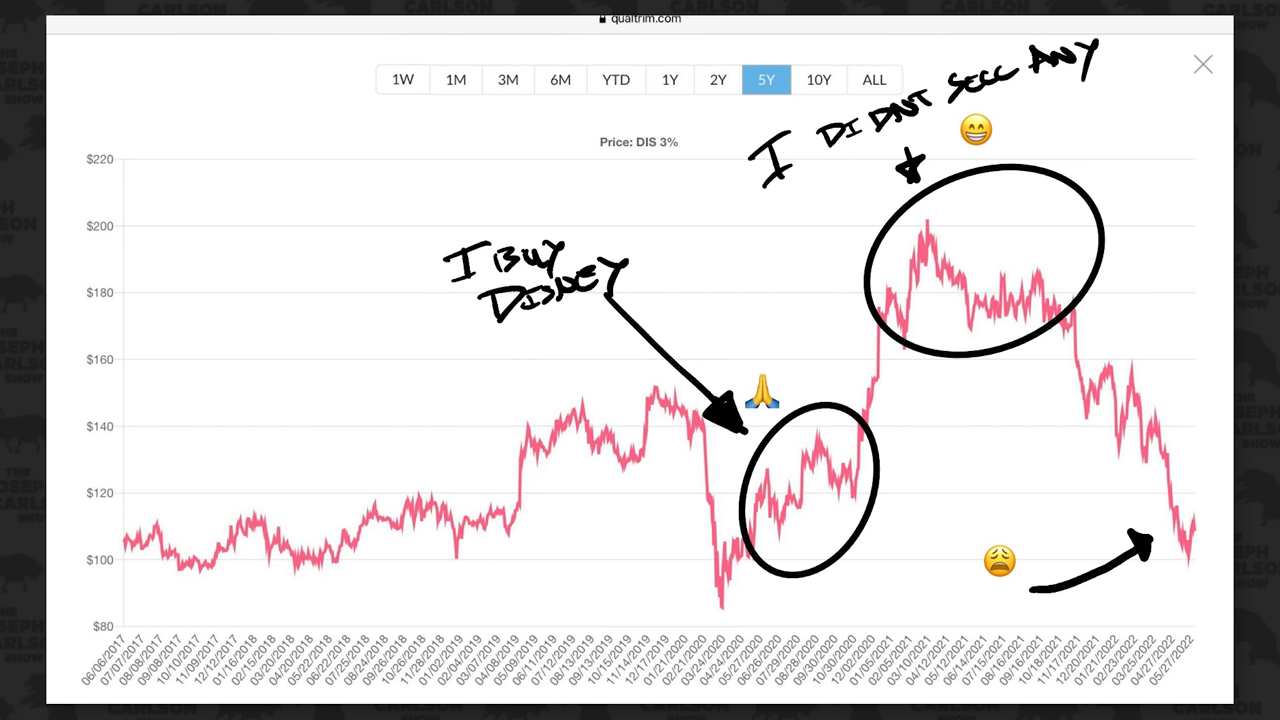 CARLSON
SHOW
THE
JOSEPH
CARLSON
SHOW
qualtrim.com
1W 1M 3M 6M YTD 1Y 2Y 5Y 10Y ALL
Price: DIS 3%
I DIDNT SELL ANY
I BUY
DISNEY
$220
$200
$180
$160
$140
$120
$100
$80
06/06/2017 07/07/2017 08/08/2017 09/08/2017 10/10/2017 11/09/2017 12/12/2017 01/16/2018 02/15/2018 03/19/2018 04/20/2018 05/22/2018 06/22/2018 07/25/2018 08/24/2018 09/26/2018 10/26/2018 11/28/2018 01/02/2019 02/04/2019 03/07/2019 04/08/2019 05/09/2019 06/11/2019 07/12/2019 08/13/2019 09/13/2019 10/15/2019 11/14/2019 12/16/2019 01/21/2020 02/21/2020 03/24/2020 04/24/2020 05/27/2020 06/26/2020 07/29/2020 08/28/2020 09/30/2020 10/30/2020 12/02/2020 01/05/2021 02/05/2021 03/10/2021 04/12/2021 05/12/2021 06/14/2021 07/15/2021 08/16/2021 09/16/2021 10/18/2021 11/17/2021 12/20/2021 01/21/2022 02/23/2022 03/25/2022 04/27/2022 05/27/2022